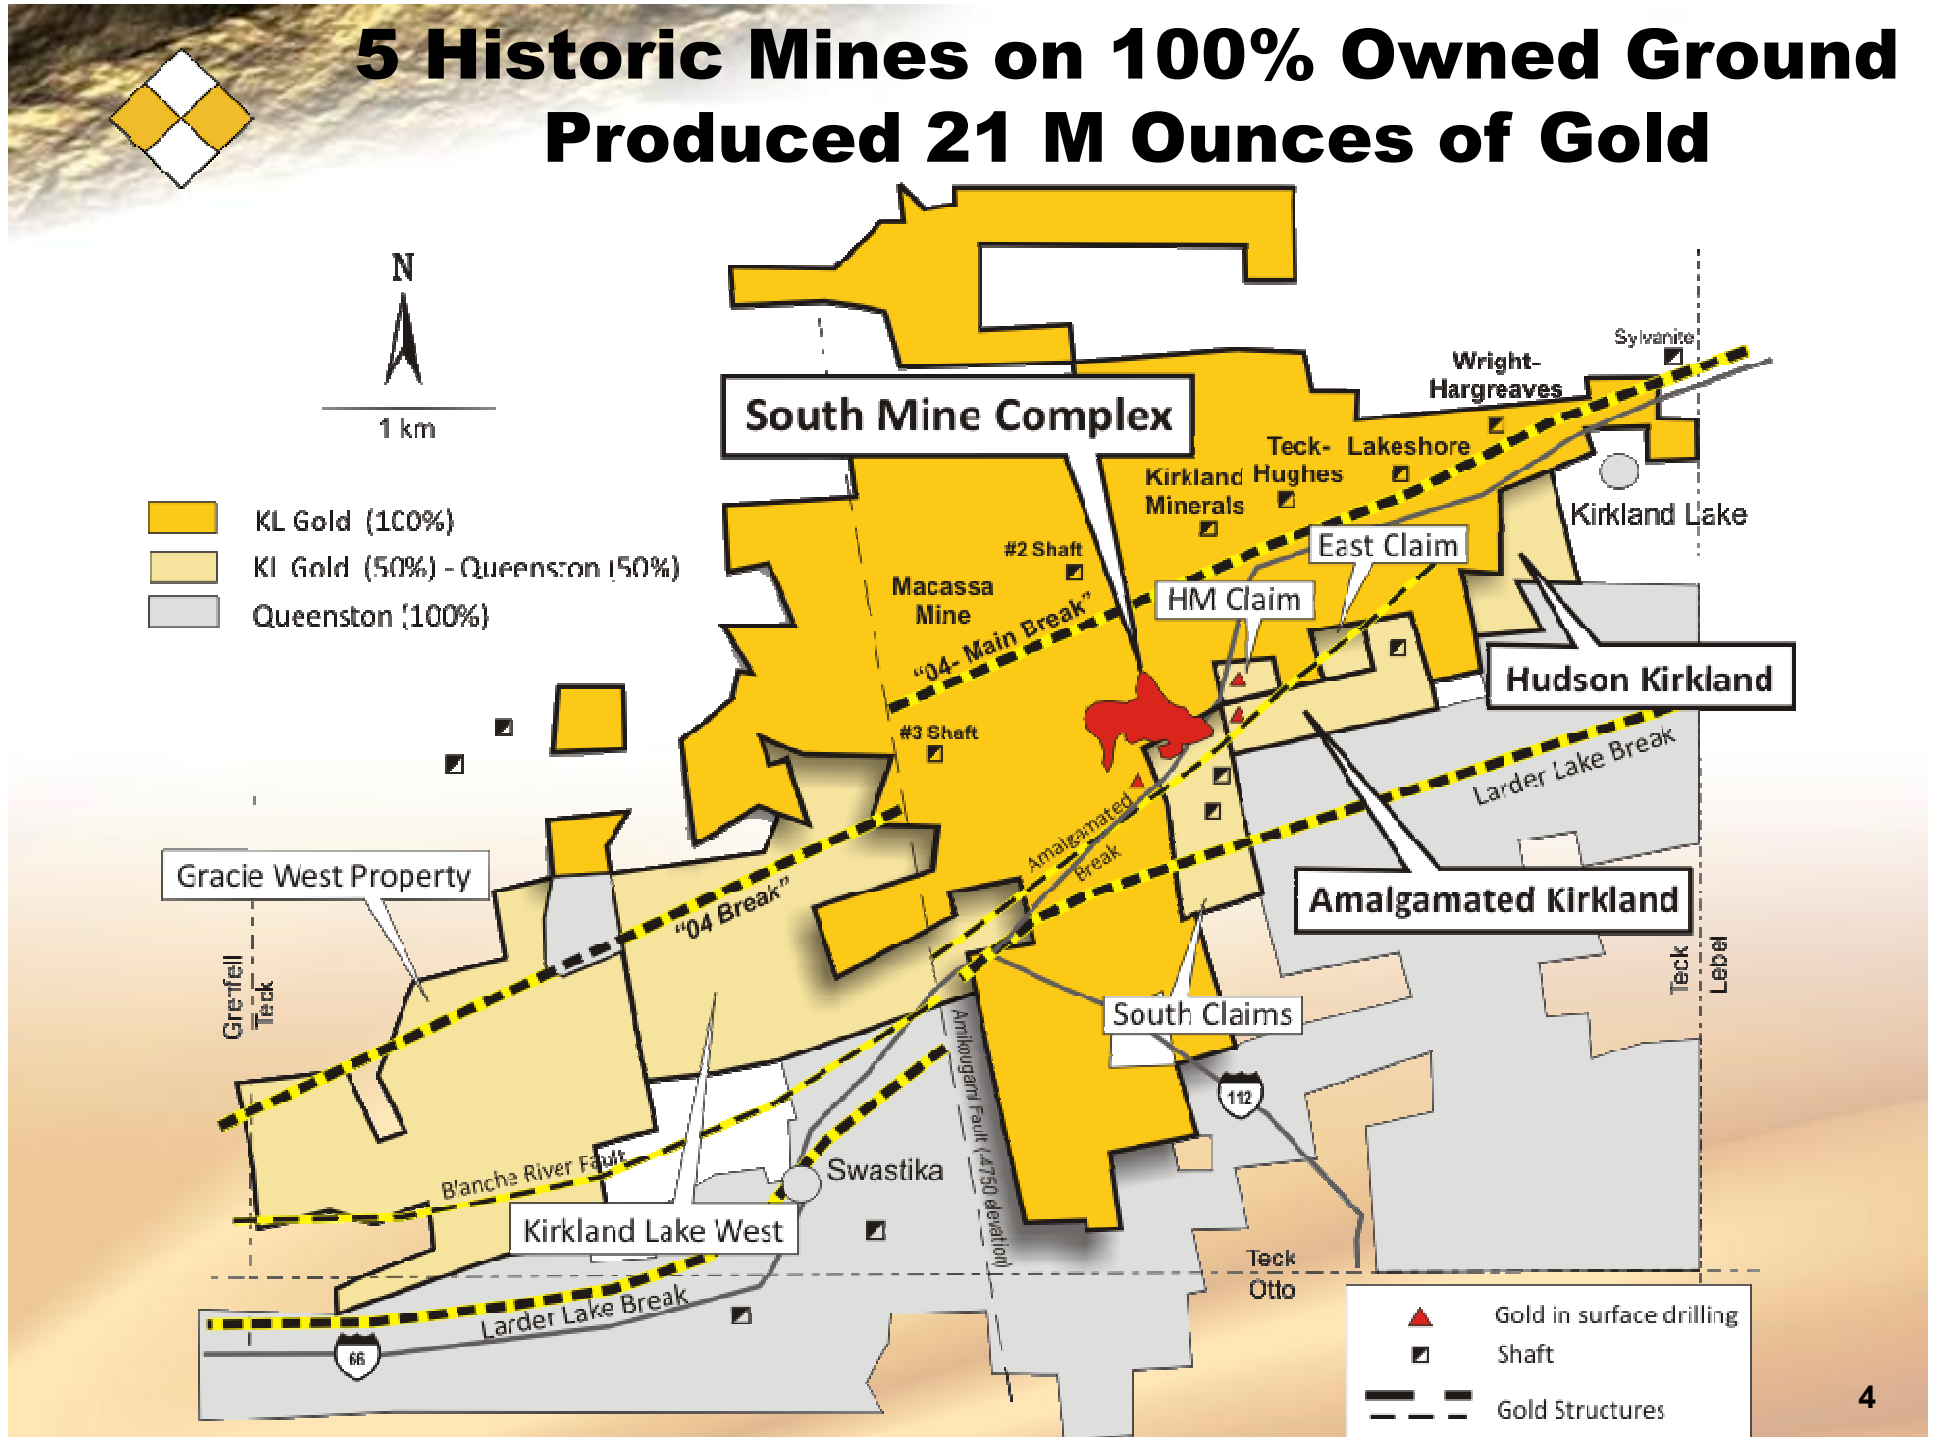 5 Historic Mines on 100% Owned Ground
Produced 21 M Ounces of Gold
N
1 km
KL Gold (100%)
KL Gold (50%) - Queenston (50%)
Queenston (100%)
South Mine Complex
Sylvanite
Wright-
Hargreaves
Teck-
Hughes
Lakeshore
Kirkland
Minerals
Kirkland Lake
#2 Shaft
Macassa
Mine
East Claim
HM Claim
"04- Main Break"
Hudson Kirkland
#3 Shaft
Larder Lake Break
Amalgamated
Break
Gracie West Property
"04 Break"
Amalgamated Kirkland
Grenfell
Teck
Teck
Lebel
South Claims
Amikougami Fault (4750 elevation)
112
Blanche River Fault
Swastika
Kirkland Lake West
Teck
Otto
Larder Lake Break
66
Gold in surface drilling
Shaft
Gold Structures
4